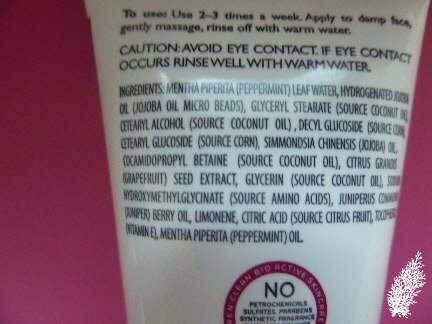 To use: Use 2-3 times a week. Apply to damp face,
gently massage, rinse off with warm water.
CAUTION: AVOID EYE CONTACT. IF EYE CONTACT
OCCURS RINSE WELL WITH WARM WATER.
INGREDIENTS: MENTHA PIPERITA (PEPPERMINT) LEAF WATER, HYDROGENATED JOJOBA
OIL (JOJOBA OIL MICRO BEADS), GLYCERYL STEARATE (SOURCE COCONUT OIL),
CETEARYL ALCOHOL (SOURCE COCONUT OIL), DECYL GLUCOSIDE (SOURCE CORN),
CETEARYL GLUCOSIDE (SOURCE CORN), SIMMONDSIA CHINENSIS (JOJOBA) OIL,
COCAMIDOPROPYL BETAINE (SOURCE COCONUT OIL), CITRUS GRANDIS
(GRAPEFRUIT) SEED EXTRACT, GLYCERIN (SOURCE COCONUT OIL), SODIUM
HYDROXYMETHYLGLYCINATE (SOURCE AMINO ACIDS), JUNIPERUS COMMUNIS
(JUNIPER) BERRY OIL, LIMONENE, CITRIC ACID (SOURCE CITRUS FRUIT), TOCOPHEROL
(VITAMIN E), MENTHA PIPERITA (PEPPERMINT) OIL.
CLEAN BIO ACTIVE SKINCARE
NO
PETROCHEMICALS
SULFATES, PARABENS
SYNTHETIC FRAGRANCE